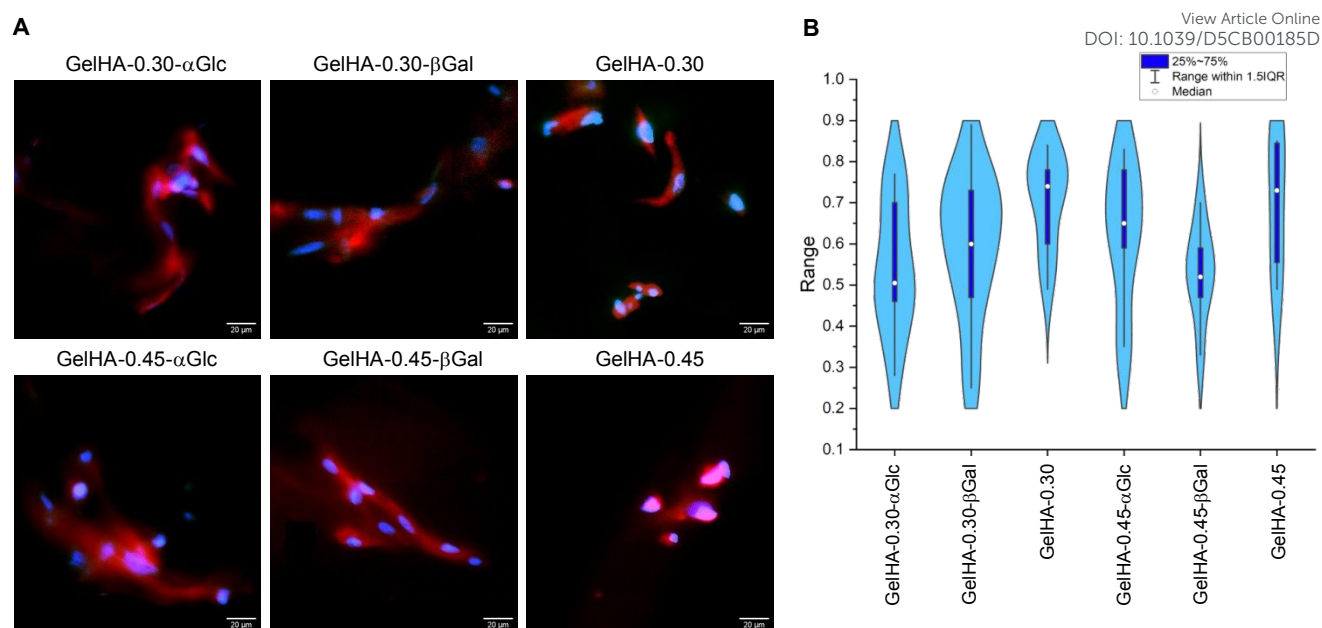 View Article Online
DOI: 10.1039/D5CB00185D
A
GelHA-0.30-αGlc
GelHA-0.30-βGal
GelHA-0.30
20 μm
20 μm
20 μm
GelHA-0.45-αGlc
GelHA-0.45-βGal
GelHA-0.45
20 μm
20 μm
20 μm
B
25%~75%
Range within 1.5IQR
Median
Range
1.0
0.9
0.8
0.7
0.6
0.5
0.4
0.3
0.2
0.1
GelHA-0.30-αGlc
GelHA-0.30-βGal
GelHA-0.30
GelHA-0.45-αGlc
GelHA-0.45-βGal
GelHA-0.45